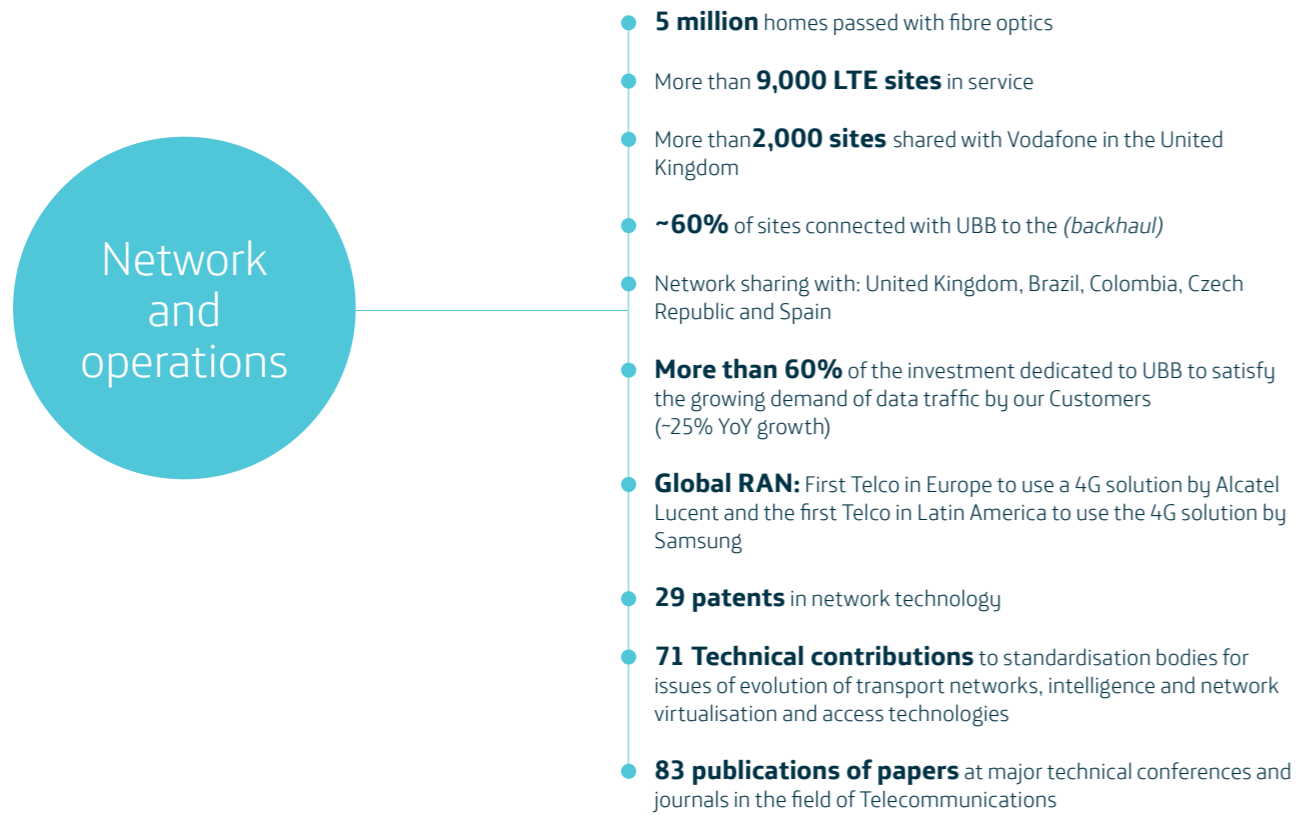 Network
and
operations
5 million homes passed with fibre optics
More than 9,000 LTE sites in service
More than2,000 sites shared with Vodafone in the United
Kingdom
~60% of sites connected with UBB to the (backhaul)
Network sharing with: United Kingdom, Brazil, Colombia, Czech
Republic and Spain
More than 60% of the investment dedicated to UBB to satisfy
the growing demand of data traffic by our Customers
(~25% YoY growth)
Global RAN: First Telco in Europe to use a 4G solution by Alcatel
Lucent and the first Telco in Latin America to use the 4G solution by
Samsung
29 patents in network technology
71 Technical contributions to standardisation bodies for
issues of evolution of transport networks, intelligence and network
virtualisation and access technologies
83 publications of papers at major technical conferences and
journals in the field of Telecommunications